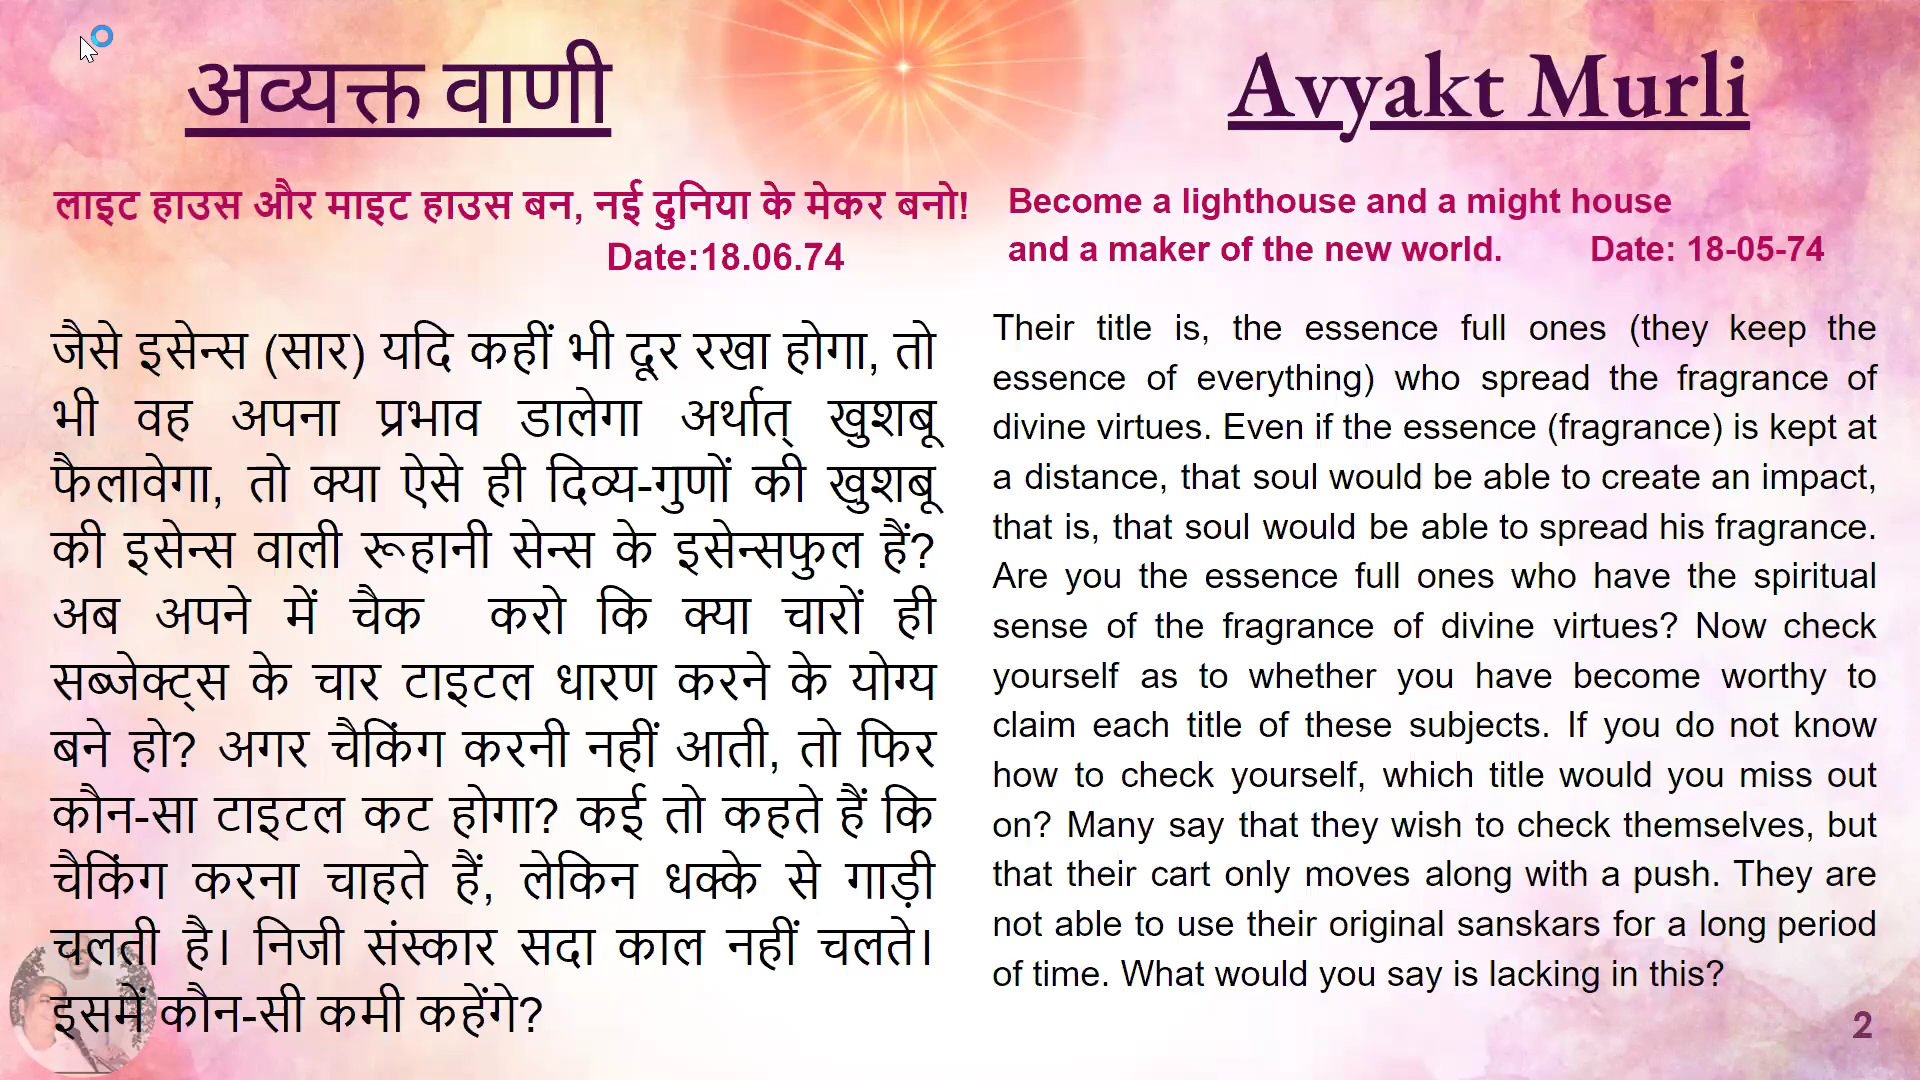 अव्यक्त वाणी
लाइट हाउस और माइट हाउस बन, नई दुनिया के मेकर बनो!
Date:18.06.74
जैसे इसेन्स (सार) यदि कहीं भी दूर रखा होगा, तो
भी वह अपना प्रभाव डालेगा अर्थात् खुशबू
फैलावेगा, तो क्या ऐसे ही दिव्य-गुणों की खुशबू
की इसेन्स वाली रूहानी सेन्स के इसेन्सफुल हैं?
अब अपने में चैक करो कि क्या चारों ही
सब्जेक्ट्स के चार टाइटल धारण करने के योग्य
बने हो? अगर चैकिंग करनी नहीं आती, तो फिर
कौन-सा टाइटल कट होगा? कई तो कहते हैं कि
चैकिंग करना चाहते हैं, लेकिन धक्के से गाड़ी
चलती है। निजी संस्कार सदा काल नहीं चलते।
इसमें कौन-सी कमी कहेंगे?
Avyakt Murli
Become a lighthouse and a might house
and a maker of the new world. Date: 18-05-74
Their title is, the essence full ones (they keep the
essence of everything) who spread the fragrance of
divine virtues. Even if the essence (fragrance) is kept at
a distance, that soul would be able to create an impact,
that is, that soul would be able to spread his fragrance.
Are you the essence full ones who have the spiritual
sense of the fragrance of divine virtues? Now check
yourself as to whether you have become worthy to
claim each title of these subjects. If you do not know
how to check yourself, which title would you miss out
on? Many say that they wish to check themselves, but
that their cart only moves along with a push. They are
not able to use their original sanskars for a long period
of time. What would you say is lacking in this?
2